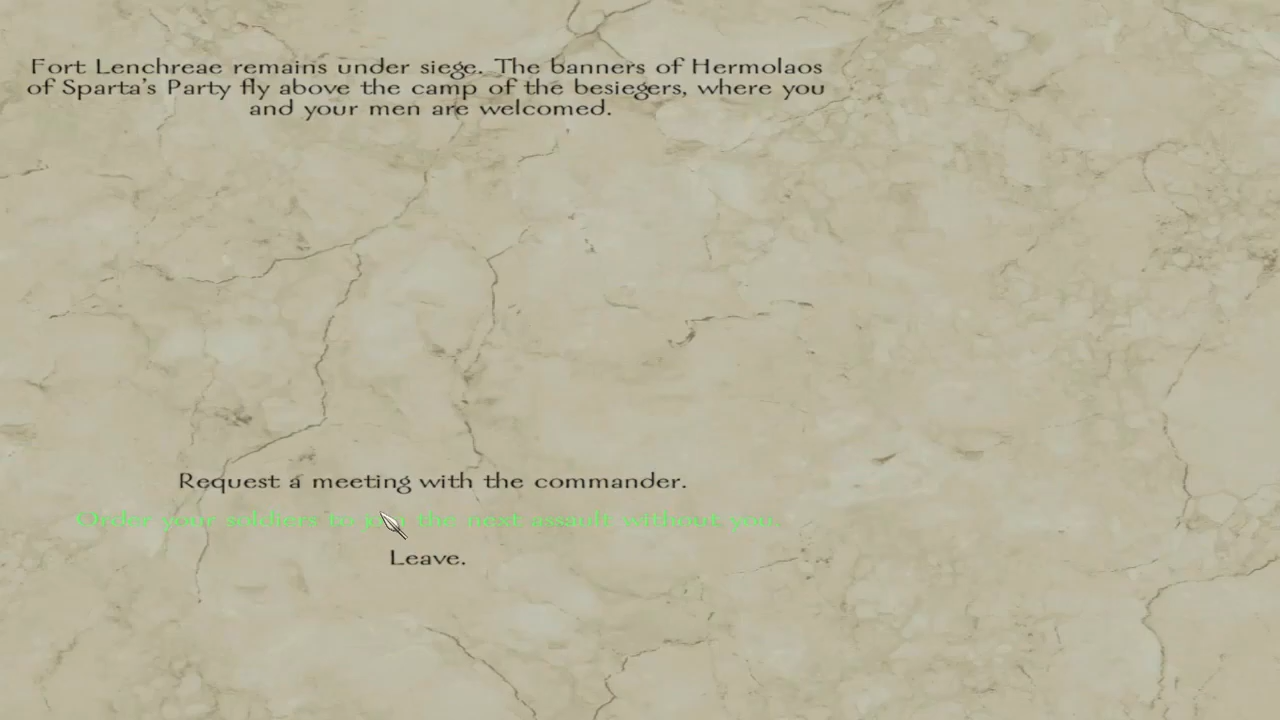 Fort Lenchreae remains under siege. The banners of Hermolaos
of Sparta's Party fly above the camp of the besiegers, where you
and your men are welcomed.
Request a meeting with the commander.
Order your soldiers to join the next assault without you.
Leave.